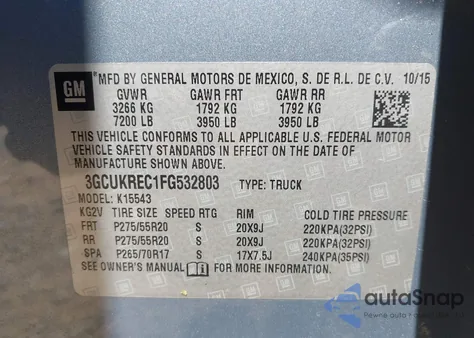 GM
*MFD BY GENERAL MOTORS DE MEXICO, S. DE R.L. DE C.V. 10/15
GVWR GAWR FRT GAWR RR
3266 KG 1792 KG 1792 KG
7200 LB 3950 LB 3950 LB
THIS VEHICLE CONFORMS TO ALL APPLICABLE U.S. FEDERAL MOTOR
VEHICLE SAFETY STANDARDS IN EFFECT ON THE DATE OF
MANUFACTURE SHOWN ABOVE.
3GCUKREC1FG532803 TYPE: TRUCK
MODEL: K15543
KG2V TIRE SIZE SPEED RTG RIM COLD TIRE PRESSURE
FRT P275/55R20 S 20X9J 220KPA(32PSI)
RR P275/55R20 S 20X9J 220KPA(32PSI)
SPA P265/70R17 S 17X7.5J 240KPA(35PSI)
SEE OWNER'S MANUAL FOR MORE INFORMATION.
autoSnap
Pewne auto